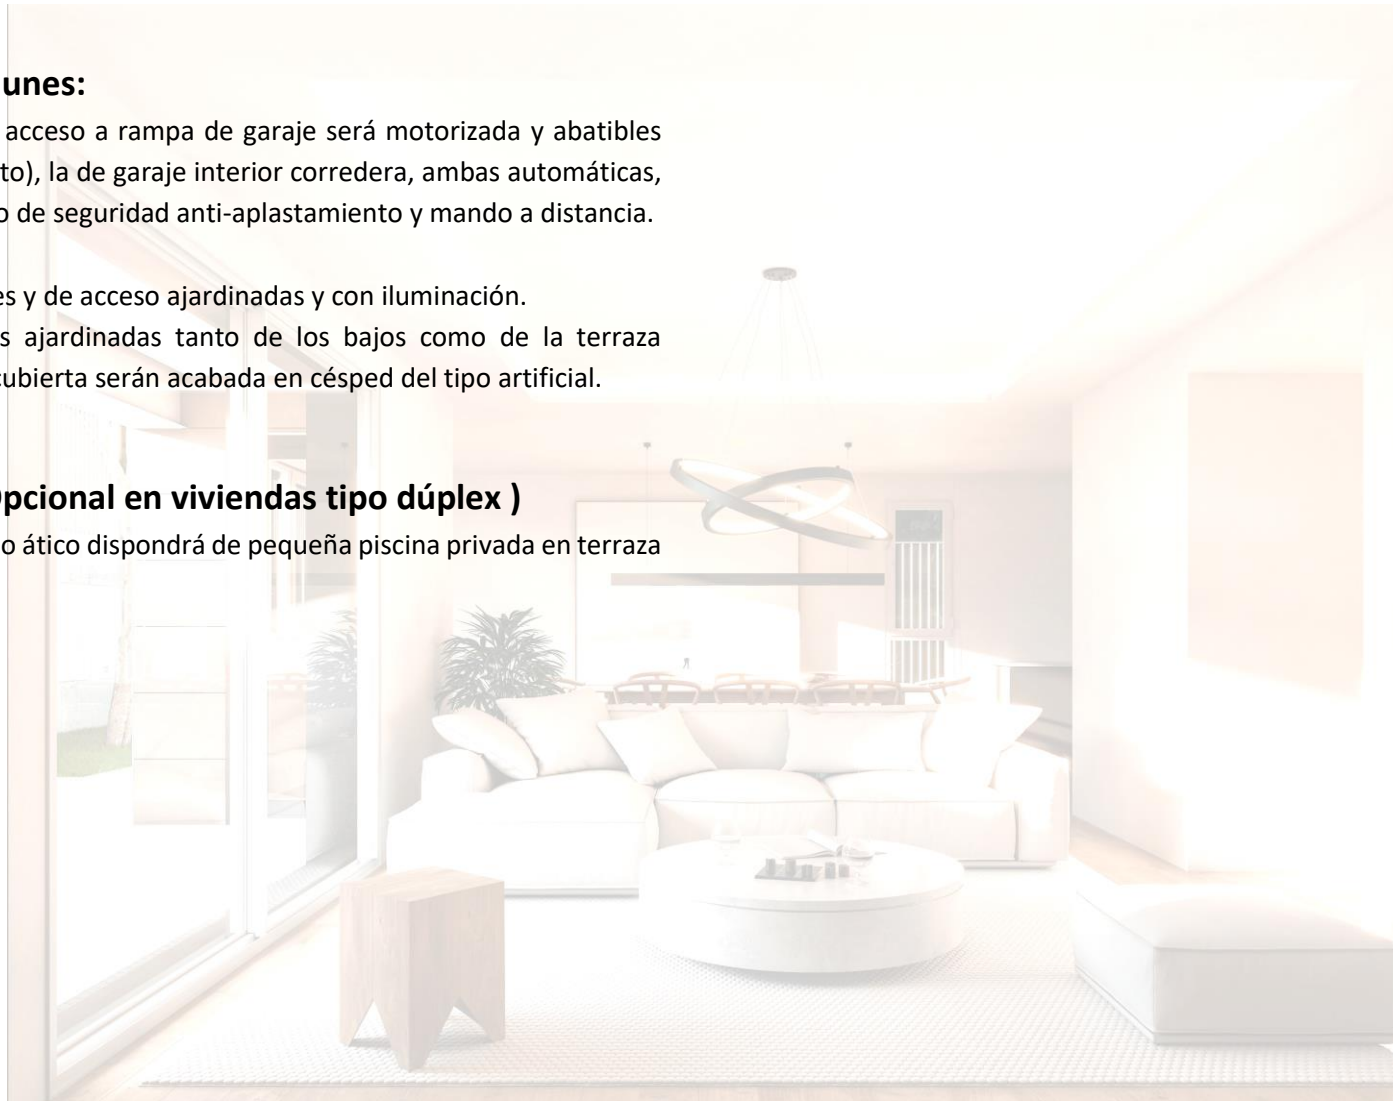 unes:
acceso a rampa de garaje será motorizada y abatibles
to), la de garaje interior corredera, ambas automáticas,
o de seguridad anti-aplastamiento y mando a distancia.
es y de acceso ajardinadas y con iluminación.
s ajardinadas tanto de los bajos como de la terraza
cubierta serán acabada en césped del tipo artificial.
pcional en viviendas tipo dúplex )
o ático dispondrá de pequeña piscina privada en terraza